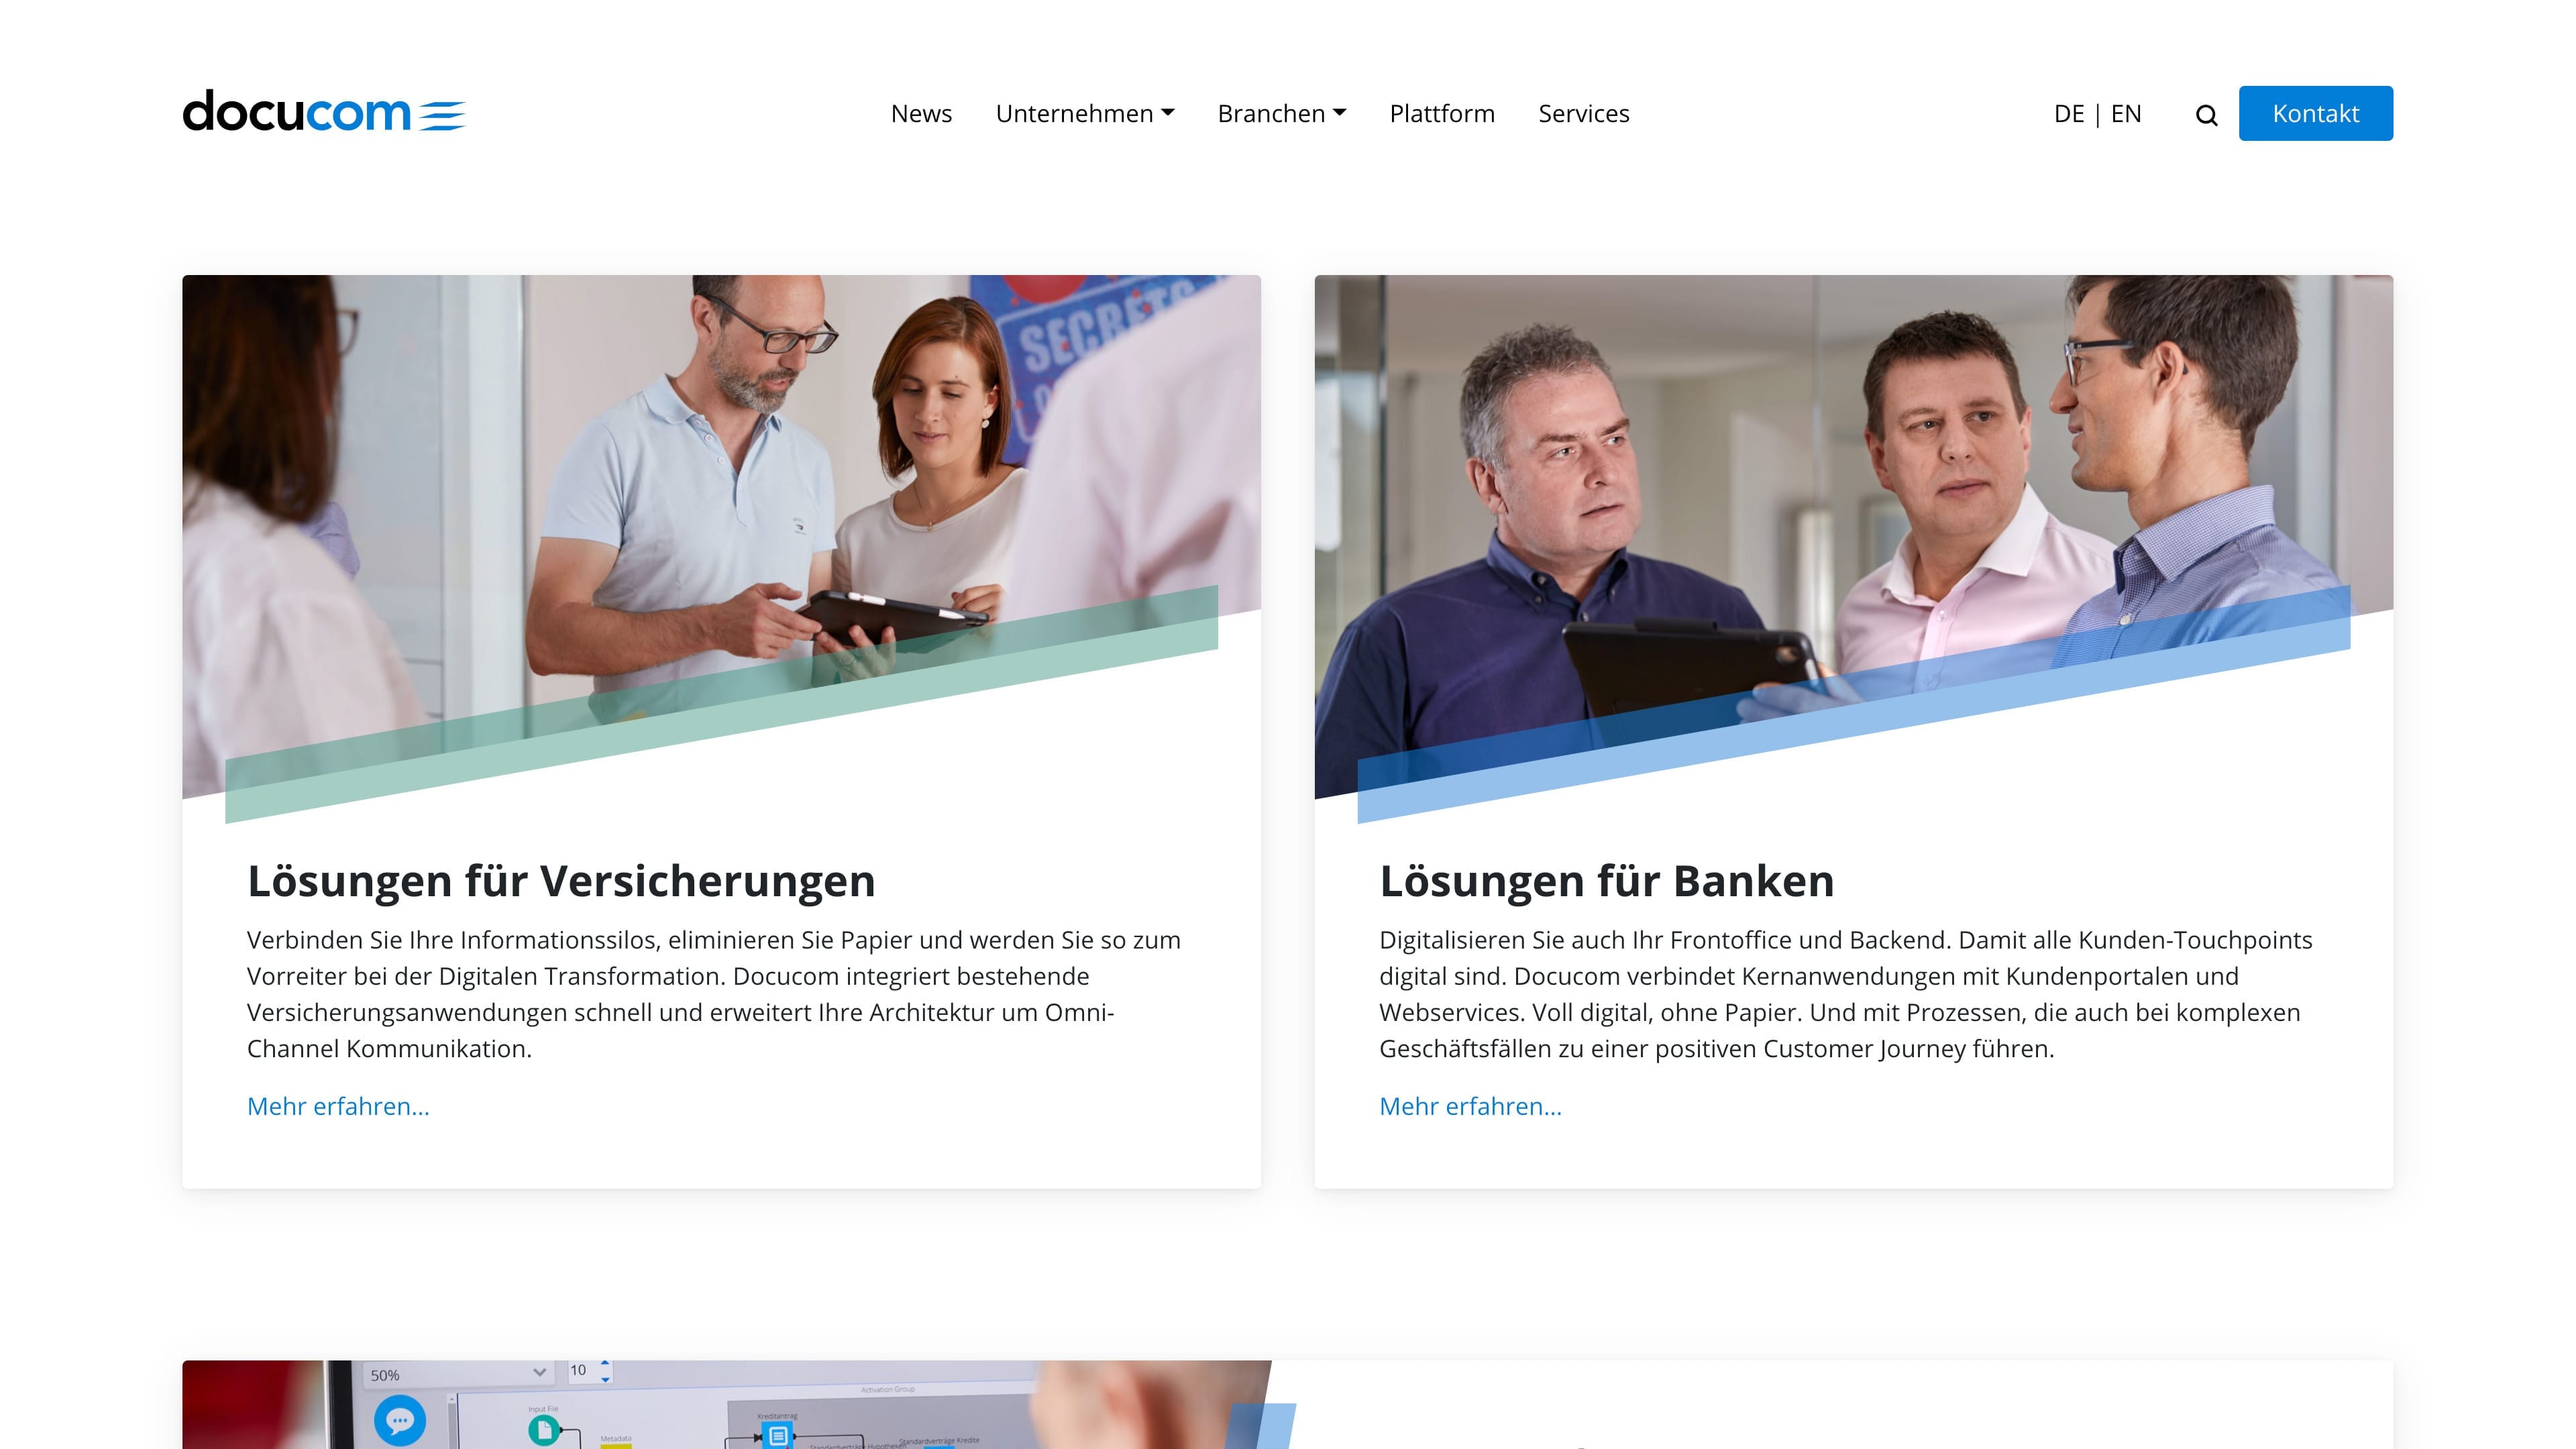 docucom
News Unternehmen Branchen Plattform Services
DE | EN
Kontakt
SECRETS
Lösungen für Versicherungen
Verbinden Sie Ihre Informationssilos, eliminieren Sie Papier und werden Sie so zum
Vorreiter bei der Digitalen Transformation. Docucom integriert bestehende
Versicherungsanwendungen schnell und erweitert Ihre Architektur um Omni-
Channel Kommunikation.
Mehr erfahren...
Lösungen für Banken
Digitalisieren Sie auch Ihr Frontoffice und Backend. Damit alle Kunden-Touchpoints
digital sind. Docucom verbindet Kernanwendungen mit Kundenportalen und
Webservices. Voll digital, ohne Papier. Und mit Prozessen, die auch bei komplexen
Geschäftsfällen zu einer positiven Customer Journey führen.
Mehr erfahren...
50%
10
Activation Group
Input File
Kreditantrag
Metadata
Standardverträge Hypotheken
Standardverträge Kredite